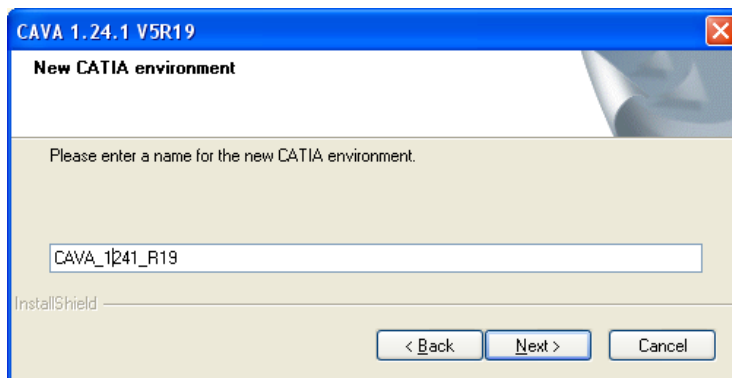 CAVA 1.24.1 V5R19
New CATIA environment
Please enter a name for the new CATIA environment.
CAVA_1241_R19
InstallShield
< Back Next > Cancel